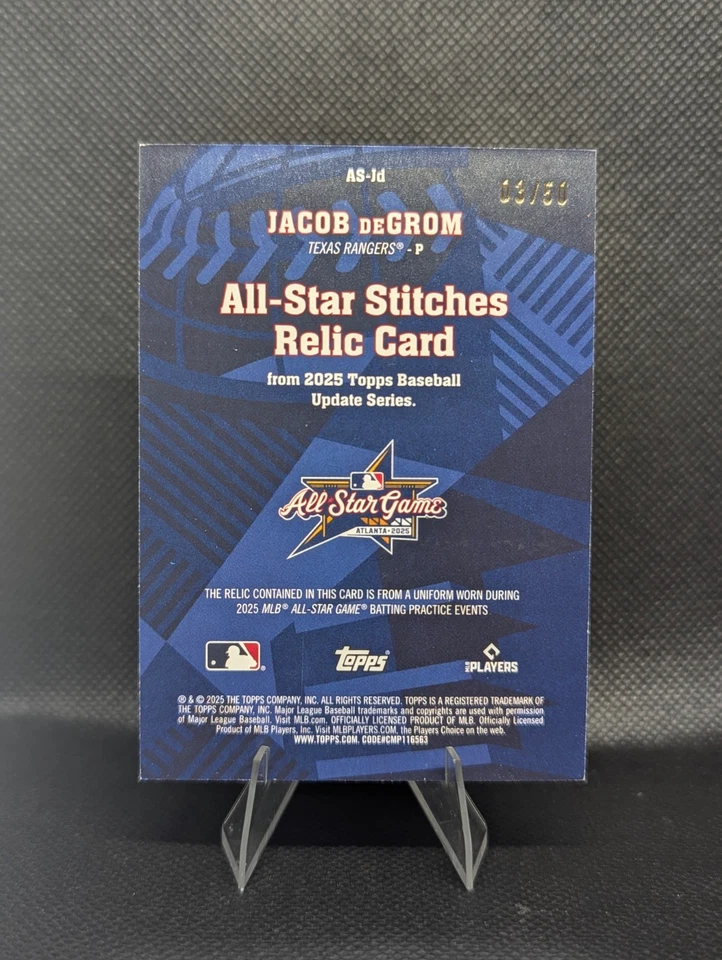 AS-Jd
03/50
JACOB DEGROM
TEXAS RANGERS® - P
All-Star Stitches
Relic Card
from 2025 Topps Baseball
Update Series.
All Star Game
ATLANTA • 2025
THE RELIC CONTAINED IN THIS CARD IS FROM A UNIFORM WORN DURING
2025 MLB® ALL-STAR GAME® BATTING PRACTICE EVENTS
topps®
MLB PLAYERS
® & © 2025 THE TOPPS COMPANY, INC. ALL RIGHTS RESERVED. TOPPS IS A REGISTERED TRADEMARK OF
THE TOPPS COMPANY, INC. Major League Baseball trademarks and copyrights are used with permission
of Major League Baseball. Visit MLB.com. OFFICIALLY LICENSED PRODUCT OF MLB. Officially Licensed
Product of MLB Players, Inc. Visit MLBPLAYERS.COM, the Players Choice on the web.
WWW.TOPPS.COM. CODE#CMP116563